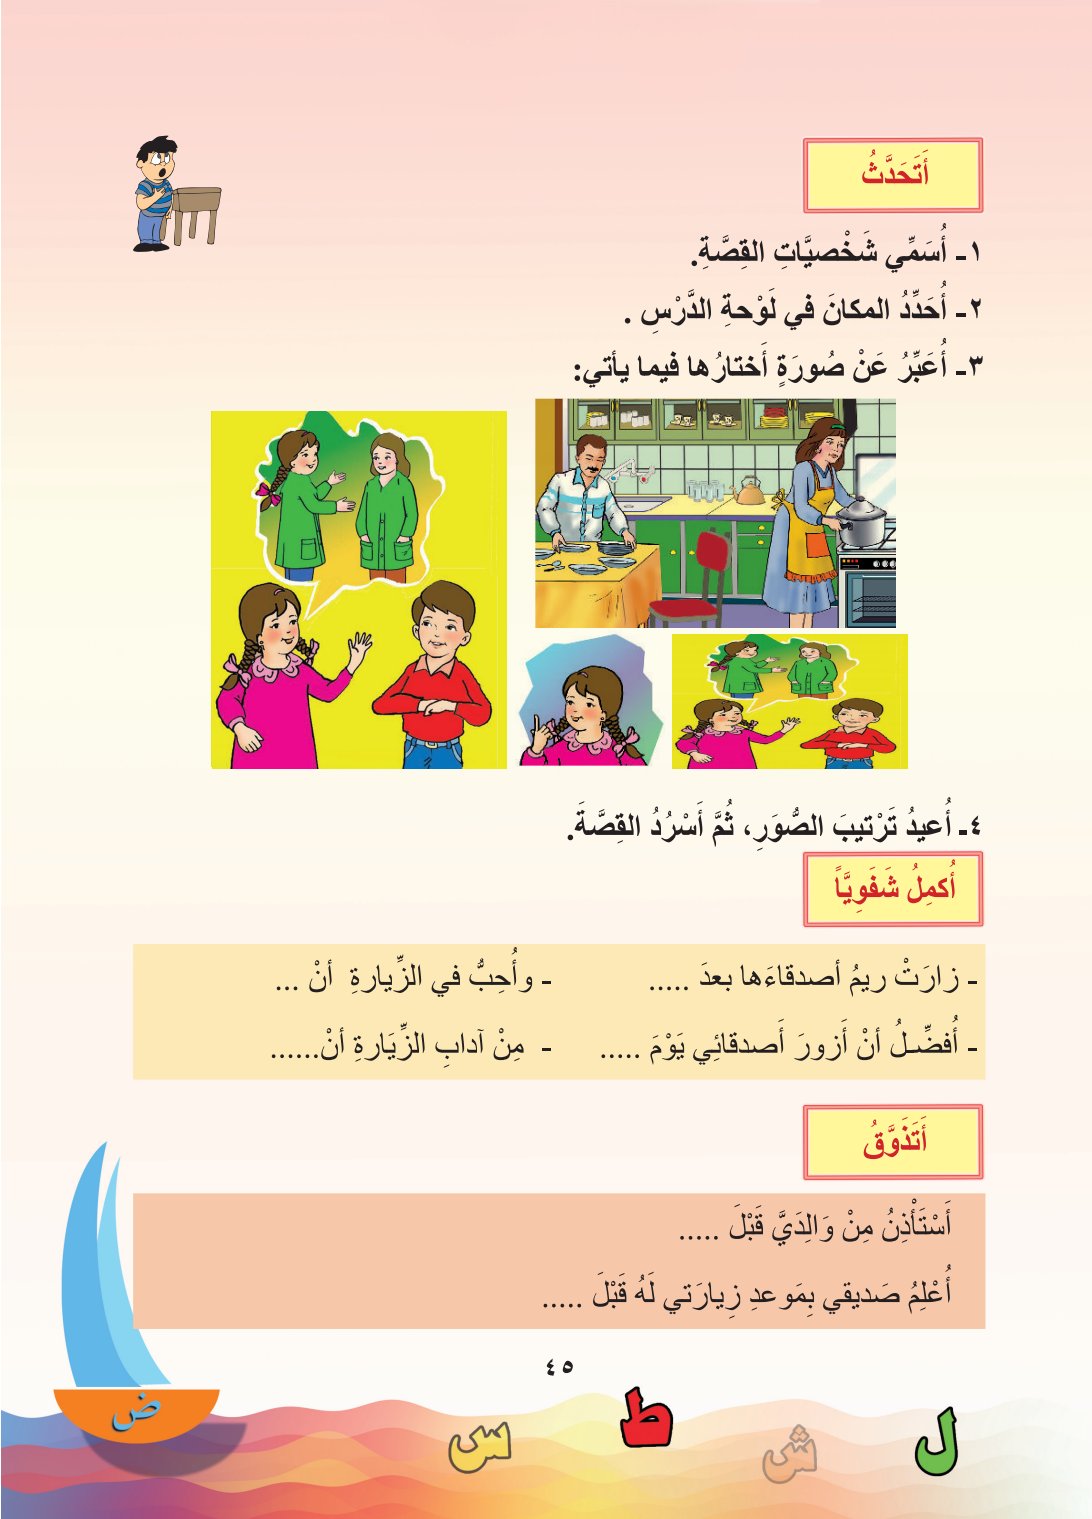 أَتَحَدَّثُ
١ـ أُسَمِّي شَخْصيَّاتِ القِصَّةِ.
٢ـ أُحَدِّدُ المكانَ في لَوْحةِ الدَّرْسِ .
٣ـ أُعَبِّرُ عَنْ صُورَةٍ أَختارُها فيما يأتي:
٤ـ أُعيدُ تَرْتيبَ الصُّوَرِ، ثُمَّ أَسْرُدُ القِصَّةَ.
أُكمِلُ شَفَوِيَّاً
- زارَتْ ريمُ أصدقاءَها بعدَ ..... - وأُحِبُّ في الزِّيارةِ أنْ ...
- أُفضِّـلُ أنْ أَزورَ أَصدقائِي يَوْمَ ..... - مِنْ آدابِ الزِّيَارةِ أنْ......
أَتَذَوَّقُ
أَسْتَأْذِنُ مِنْ وَالِدَيَّ قَبْلَ .....
أُعْلِمُ صَديقي بِمَوعدِ زِيارَتي لَهُ قَبْلَ .....
٤٥
ض
س
ط
ش
ل